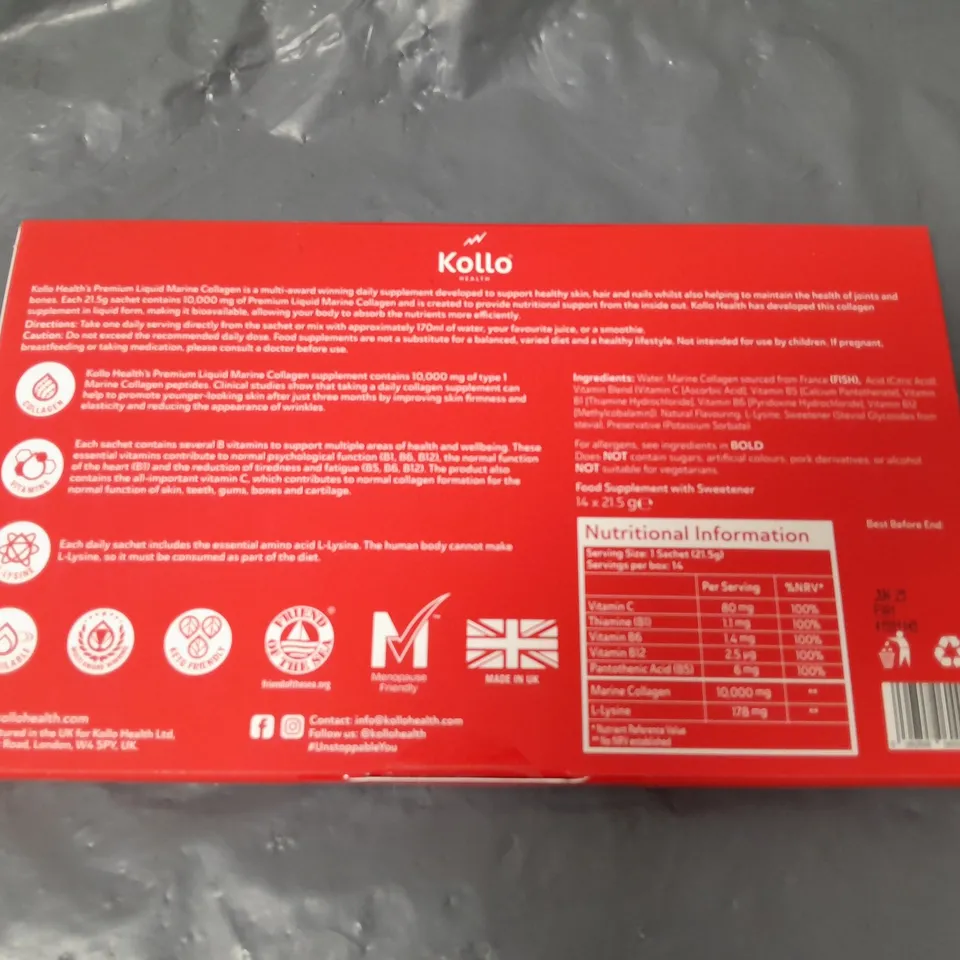 Kollo
HEALTH
Kollo Health's Premium Liquid Marine Collagen is a multi-award winning daily supplement developed to support healthy skin, hair and nails whilst also helping to maintain the health of joints and
bones. Each 21.5g sachet contains 10,000 mg of Premium Liquid Marine Collagen and is created to provide nutritional support from the inside out. Kollo Health has developed this collagen
supplement in liquid form, making it bioavailable, allowing your body to absorb the nutrients more efficiently.
Directions: Take one daily serving directly from the sachet or mix with approximately 170ml of water, your favourite juice, or a smoothie.
Caution: Do not exceed the recommended daily dose. Food supplements are not a substitute for a balanced, varied diet and a healthy lifestyle. Not intended for use by children. If pregnant,
breastfeeding or taking medication, please consult a doctor before use.
COLLAGEN
Kollo Health's Premium Liquid Marine Collagen supplement contains 10,000 mg of type 1
Marine Collagen peptides. Clinical studies show that taking a daily collagen supplement can
help to promote younger-looking skin after just three months by improving skin firmness and
elasticity and reducing the appearance of wrinkles.
VITAMINS
Each sachet contains several B vitamins to support multiple areas of health and wellbeing. These
essential vitamins contribute to normal psychological function (B1, B6, B12), the normal function
of the heart (B1) and the reduction of tiredness and fatigue (B5, B6, B12). The product also
contains the all-important vitamin C, which contributes to normal collagen formation for the
normal function of skin, teeth, gums, bones and cartilage.
LYSINE
Each daily sachet includes the essential amino acid L-Lysine. The human body cannot make
L-Lysine, so it must be consumed as part of the diet.
KETO FRIENDLY
FRIEND OF THE SEA®
friendofthesea.org
M™
Menopause
Friendly
MADE IN UK
ollohealth.com
tured in the UK for Kollo Health Ltd.
Road, London, W4 5PY, UK.
Contact: info@kollohealth.com
Follow us: @kollohealth
#UnstoppableYou
Ingredients: Water, Marine Collagen sourced from France (FISH), Acid (Citric Acid),
Vitamin Blend (Vitamin C [Ascorbic Acid], Vitamin B5 [Calcium Pantothenate], Vitamin
B1 [Thiamine Hydrochloride], Vitamin B6 [Pyridoxine Hydrochloride], Vitamin B12
[Methylcobalamin]), Natural Flavouring, L-Lysine, Sweetener (Steviol Glycosides from
stevia), Preservative (Potassium Sorbate)
For allergens, see ingredients in BOLD
Does NOT contain sugars, artificial colours, pork derivatives, or alcohol.
NOT suitable for vegetarians.
Food Supplement with Sweetener
14 x 21.5 g℮
Nutritional Information
Serving Size: 1 Sachet (21.5g)
Servings per box: 14
Per Serving %NRV*
Vitamin C 80 mg 100%
Thiamine (B1) 1.1 mg 100%
Vitamin B6 1.4 mg 100%
Vitamin B12 2.5 µg 100%
Pantothenic Acid (B5) 6 mg 100%
Marine Collagen 10,000 mg **
L-Lysine 178 mg **
* Nutrient Reference Value
** No NRV established
Best Before End: